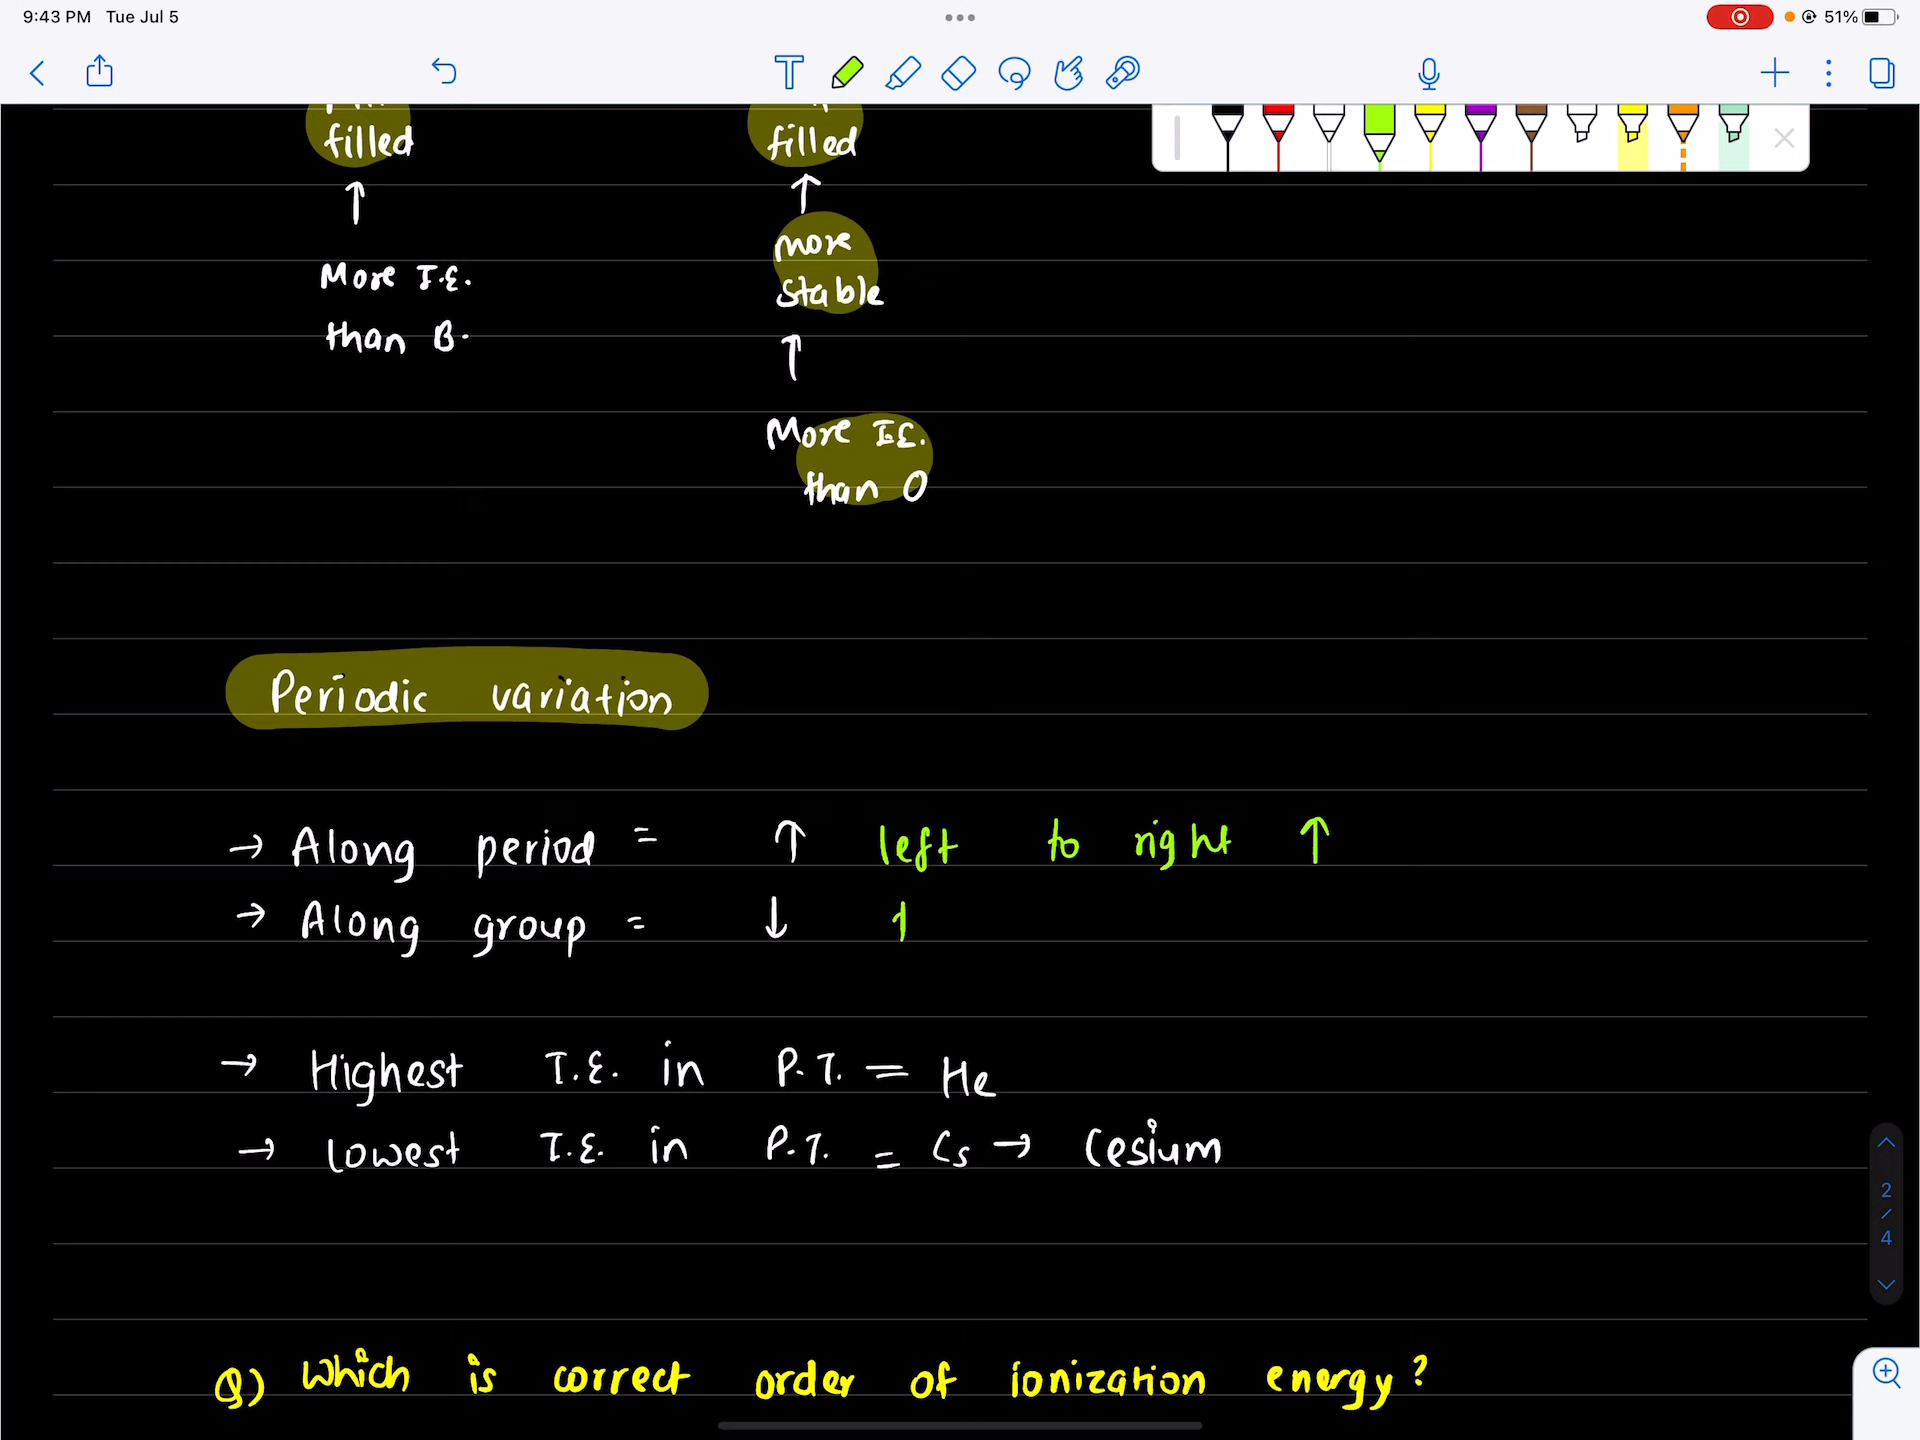 9:43 PM Tue Jul 5
51%
filled
filled
↑
↑
more
stable
More I.E.
than B.
↑
More I.E.
than O
Periodic variation
→ Along period = ↑ left to right ↑
→ Along group = ↓
→ Highest I.E. in P.T. = He
→ Lowest I.E. in P.T. = Cs → Cesium
2
/
4
Q) Which is correct order of ionization energy?